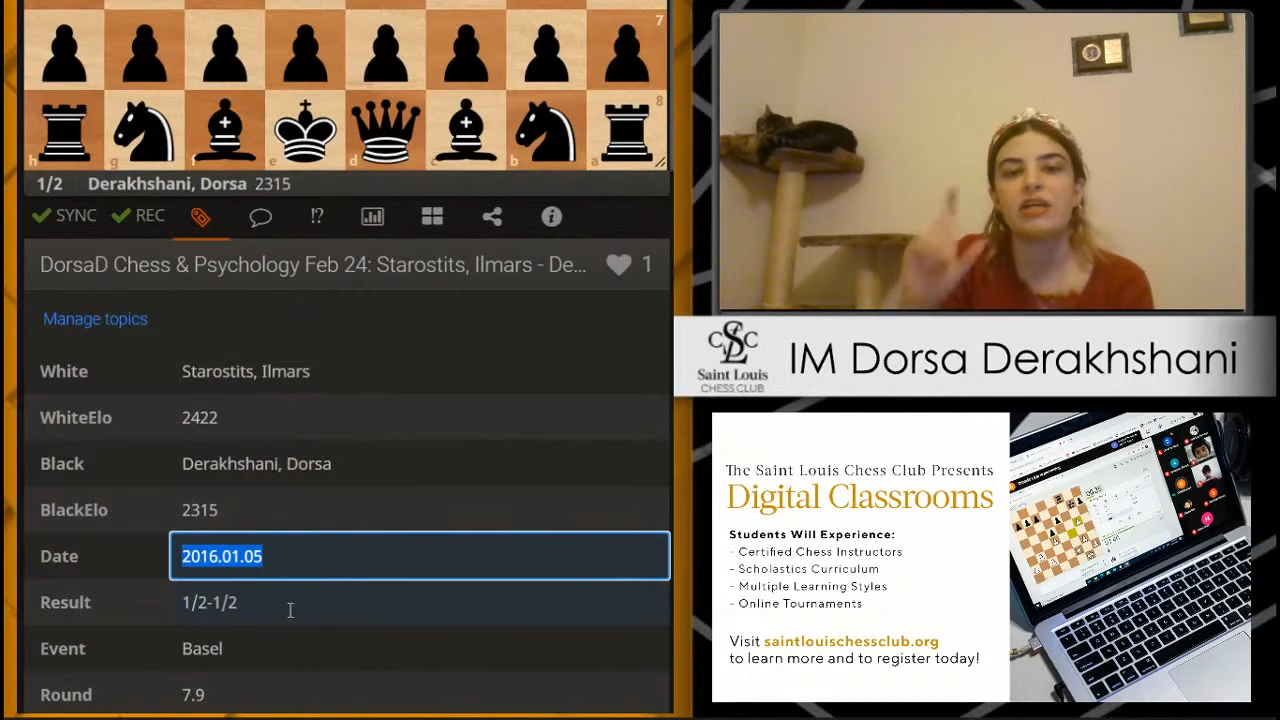 7
8
h
g
f
e
d
c
b
a
1/2 Derakhshani, Dorsa 2315
SYNC REC !?
DorsaD Chess & Psychology Feb 24: Starostits, Ilmars - De... 1
Manage topics
White Starostits, Ilmars
WhiteElo 2422
Black Derakhshani, Dorsa
BlackElo 2315
Date 2016.01.05
Result 1/2-1/2
Event Basel
Round 7.9
Saint Louis
CHESS CLUB
IM Dorsa Derakhshani
The Saint Louis Chess Club Presents
Digital Classrooms
Students Will Experience:
- Certified Chess Instructors
- Scholastics Curriculum
- Multiple Learning Styles
- Online Tournaments
Visit saintlouischessclub.org
to learn more and to register today!